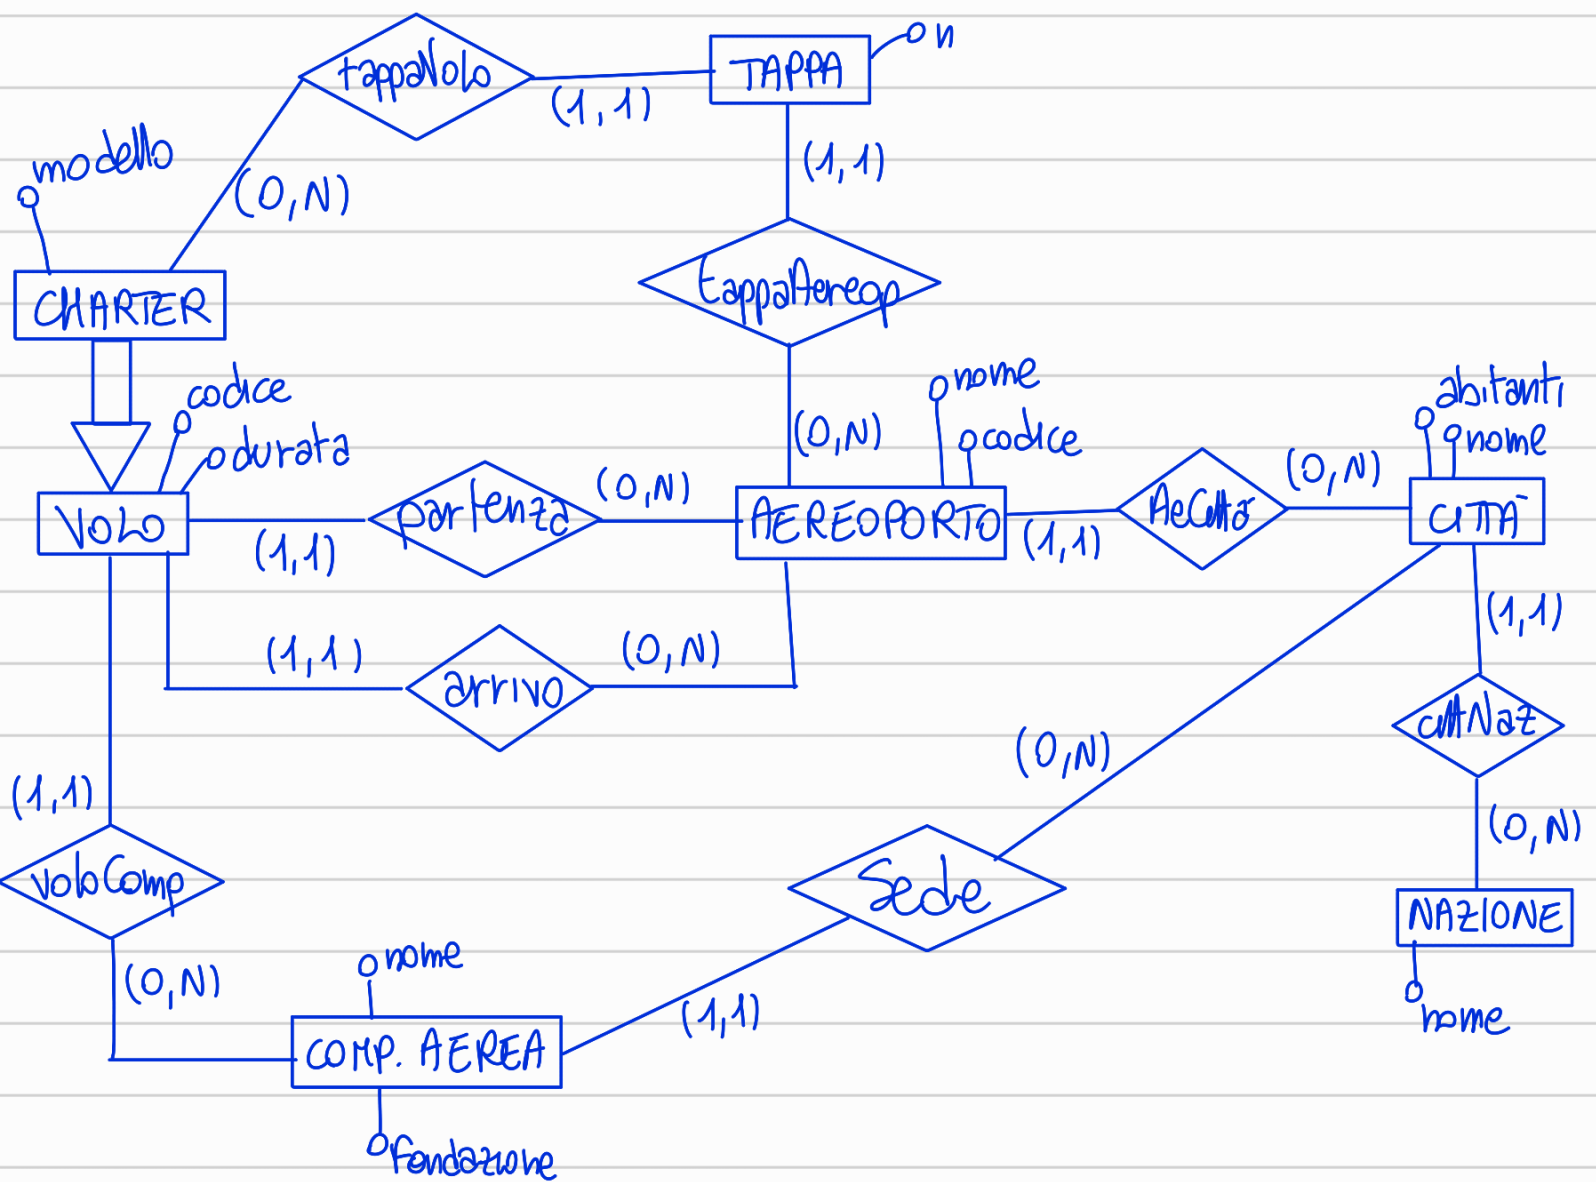 n
tappaVolo
TAPPA
(1,1)
modello
(1,1)
(0,N)
CHARTER
tappaAereop
codice
nome
abitanti
durata
(0,N)
codice
nome
(0,N)
(0,N)
VOLO
partenza
AEREOPORTO
AeCittà
CITTÀ
(1,1)
(1,1)
(1,1)
(1,1)
(0,N)
arrivo
cittNaz
(0,N)
(1,1)
(0,N)
voloComp
Sede
NAZIONE
nome
(0,N)
(1,1)
nome
COMP. AEREA
fondazione